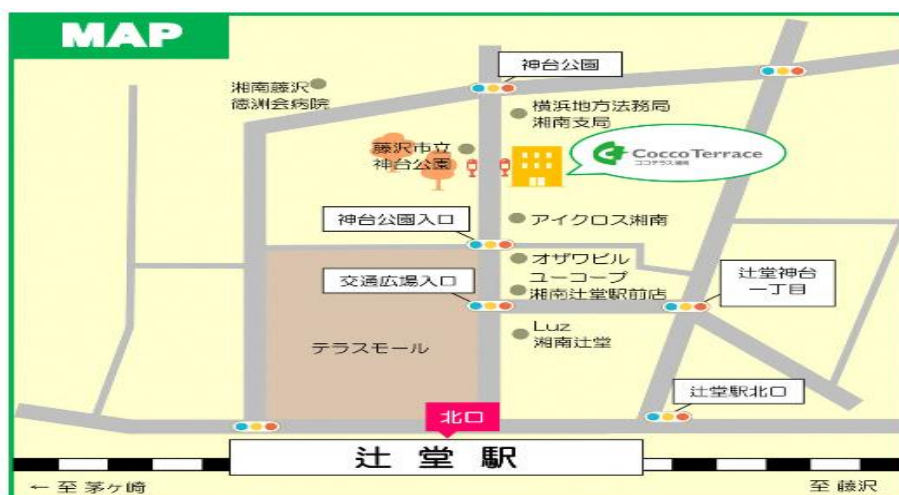 MAP
神台公園
湘南藤沢
徳洲会病院
横浜地方法務局
湘南支局
藤沢市立
神台公園
CoccoTerrace
ココテラス湘南
神台公園入口
アイクロス湘南
オザワビル
ユーコープ
湘南辻堂駅前店
交通広場入口
辻堂神台
一丁目
Luz
湘南辻堂
テラスモール
辻堂駅北口
北口
辻堂駅
← 至 茅ヶ崎
至 藤沢